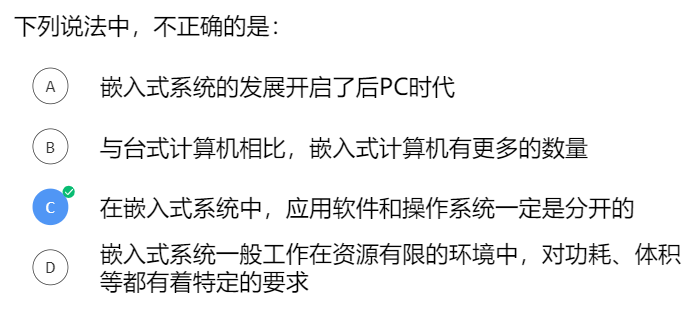 下列说法中，不正确的是：
A 嵌入式系统的发展开启了后PC时代
B 与台式计算机相比，嵌入式计算机有更多的数量
C 在嵌入式系统中，应用软件和操作系统一定是分开的
D 嵌入式系统一般工作在资源有限的环境中，对功耗、体积
等都有着特定的要求